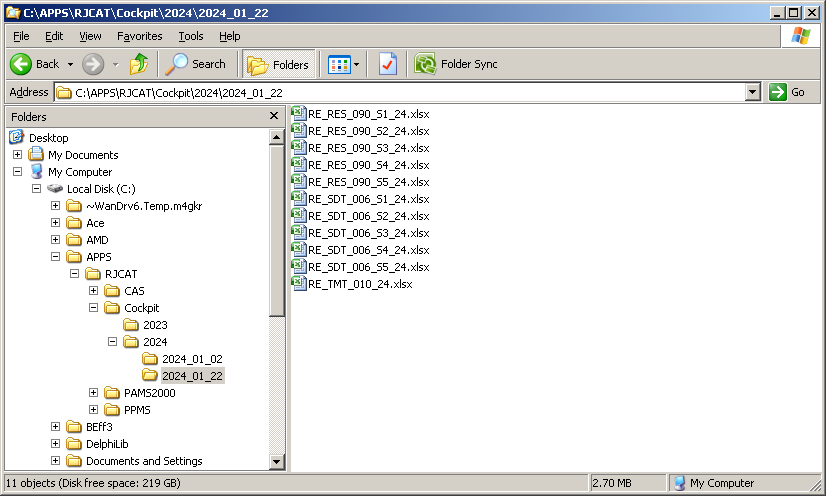 C:\APPS\RJCAT\Cockpit\2024\2024_01_22
File Edit View Favorites Tools Help
Back Search Folders Folder Sync
Address C:\APPS\RJCAT\Cockpit\2024\2024_01_22 Go
Folders
Desktop
My Documents
My Computer
Local Disk (C:)
~WanDrv6.Temp.m4gkr
Ace
AMD
APPS
RJCAT
CAS
Cockpit
2023
2024
2024_01_02
2024_01_22
PAMS2000
PPMS
BEff3
DelphiLib
Documents and Settings
RE_RES_090_S1_24.xlsx
RE_RES_090_S2_24.xlsx
RE_RES_090_S3_24.xlsx
RE_RES_090_S4_24.xlsx
RE_RES_090_S5_24.xlsx
RE_SDT_006_S1_24.xlsx
RE_SDT_006_S2_24.xlsx
RE_SDT_006_S3_24.xlsx
RE_SDT_006_S4_24.xlsx
RE_SDT_006_S5_24.xlsx
RE_TMT_010_24.xlsx
11 objects (Disk free space: 219 GB) 2.70 MB My Computer